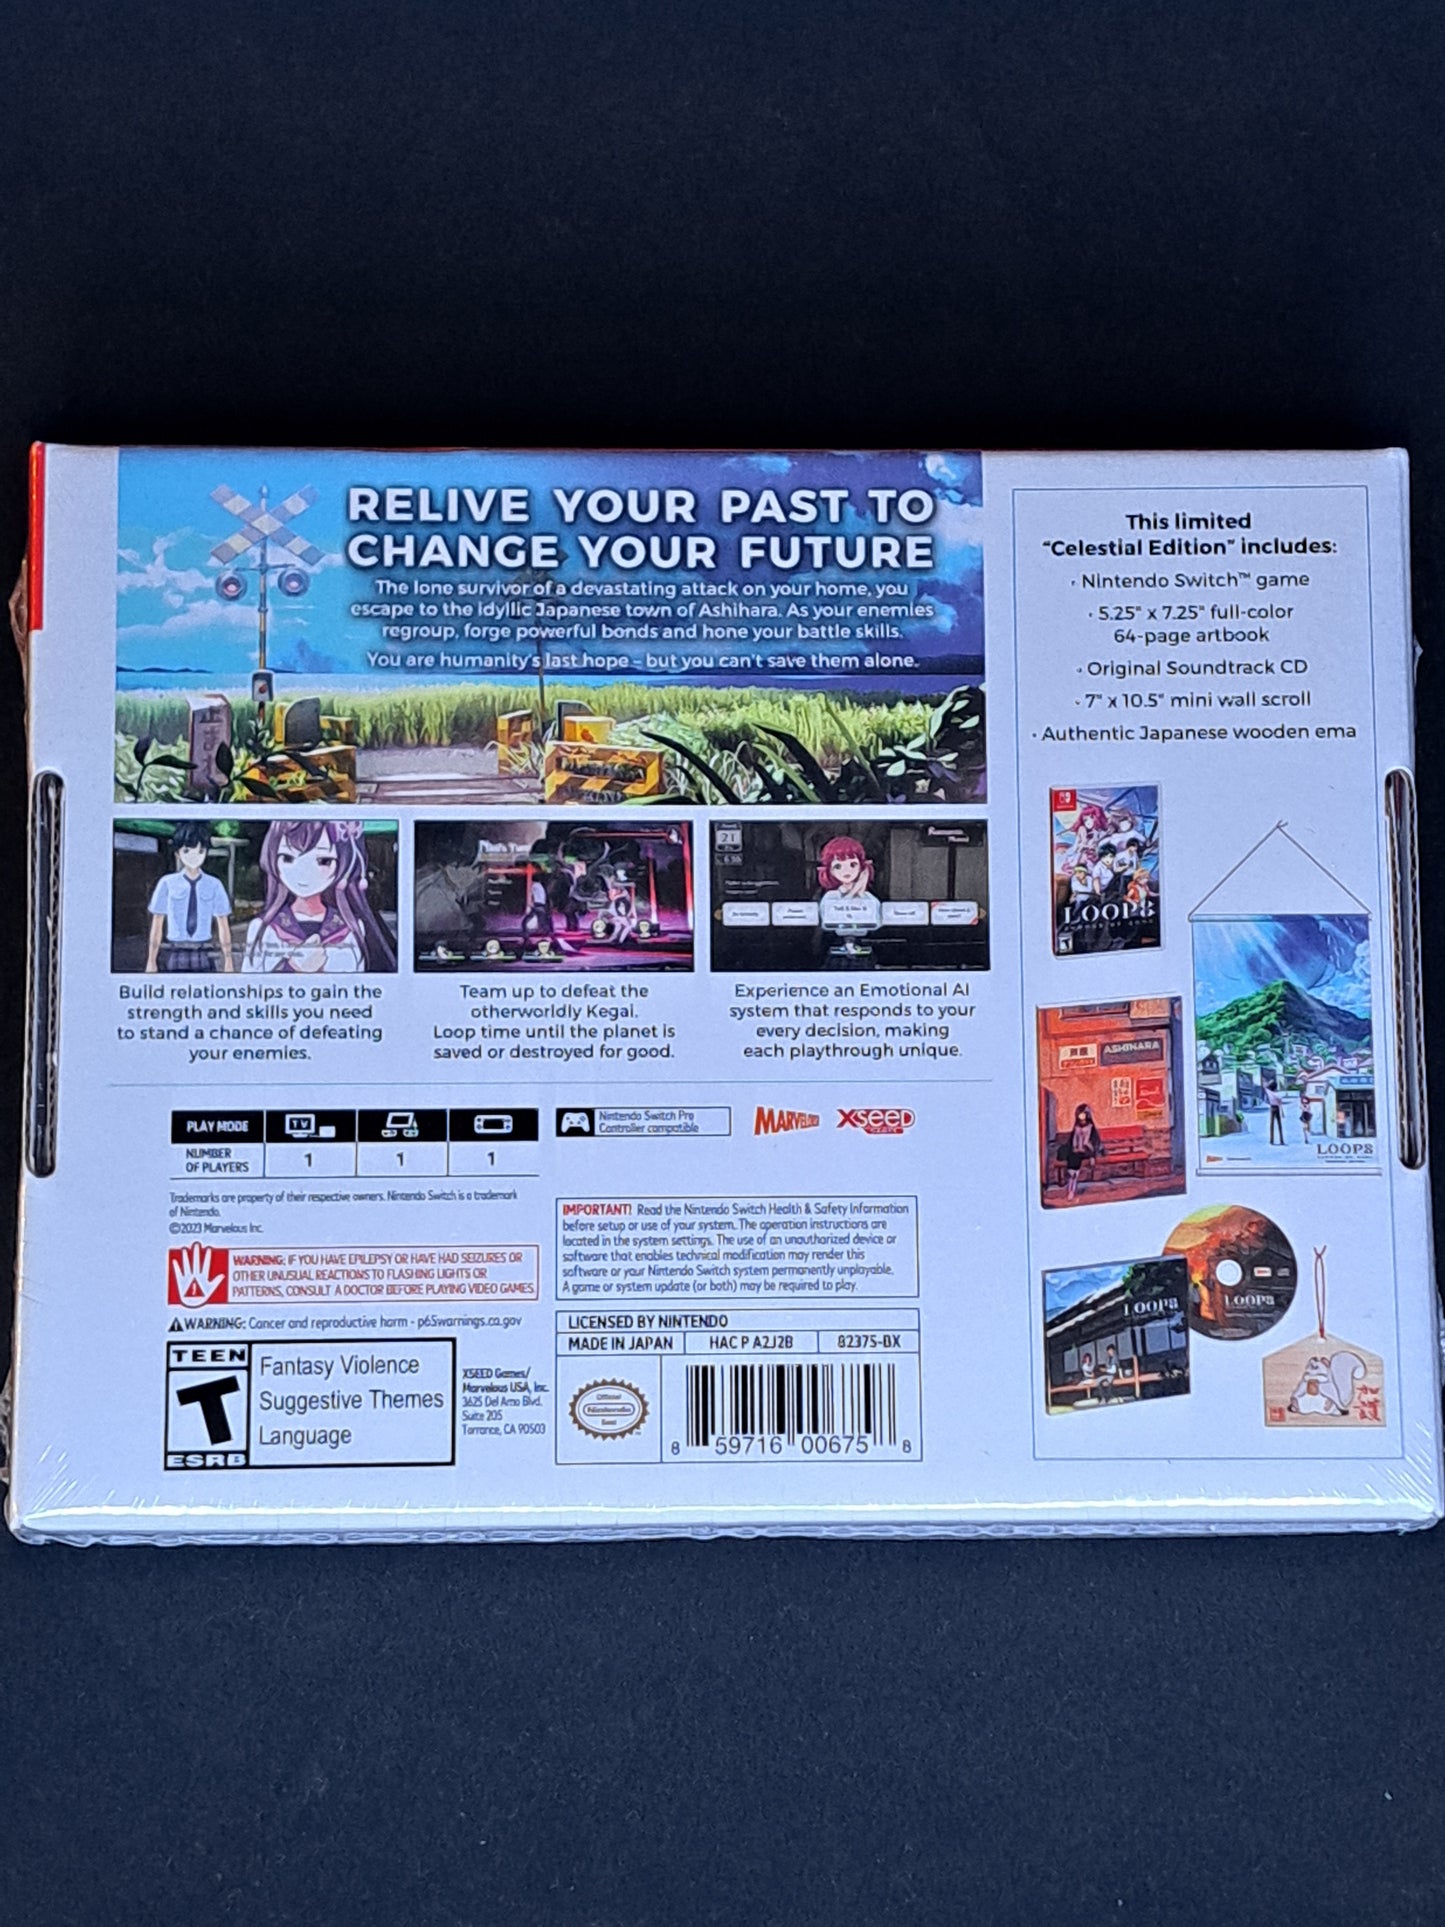 RELIVE YOUR PAST TO
CHANGE YOUR FUTURE
The lone survivor of a devastating attack on your home, you
escape to the idyllic Japanese town of Ashihara. As your enemies
regroup, forge powerful bonds and hone your battle skills.
You are humanity's last hope – but you can't save them alone.
Build relationships to gain the
strength and skills you need
to stand a chance of defeating
your enemies.
Team up to defeat the
otherworldly Kegai.
Loop time until the planet is
saved or destroyed for good.
21
Experience an Emotional AI
system that responds to your
every decision, making
each playthrough unique.
PLAY MODE
TV
NUMBER
OF PLAYERS
1
1
1
Nintendo Switch Pro
Controller compatible
MARVELOUS!
XSEED
GAMES
Trademarks are property of their respective owners. Nintendo Switch is a trademark
of Nintendo.
©2023 Marvelous Inc.
WARNING: IF YOU HAVE EPILEPSY OR HAVE HAD SEIZURES OR
OTHER UNUSUAL REACTIONS TO FLASHING LIGHTS OR
PATTERNS, CONSULT A DOCTOR BEFORE PLAYING VIDEO GAMES.
WARNING: Cancer and reproductive harm - p65warnings.ca.gov
TEEN
T
ESRB
Fantasy Violence
Suggestive Themes
Language
XSEED Games/
Marvelous USA, Inc.
3625 Del Amo Blvd.
Suite 205
Torrance, CA 90503
IMPORTANT! Read the Nintendo Switch Health & Safety Information
before setup or use of your system. The operation instructions are
located in the system settings. The use of an unauthorized device or
software that enables technical modification may render this
software or your Nintendo Switch system permanently unplayable.
A game or system update (or both) may be required to play.
LICENSED BY NINTENDO
MADE IN JAPAN
HAC P A2J2B
82375-BX
Official
Nintendo
Seal
8 59716 00675 8
This limited
"Celestial Edition" includes:
• Nintendo Switch™ game
• 5.25" x 7.25" full-color
64-page artbook
• Original Soundtrack CD
• 7" x 10.5" mini wall scroll
• Authentic Japanese wooden ema
LOOP8
ASHIHARA
LOOP8
LOOP8
LOOP8